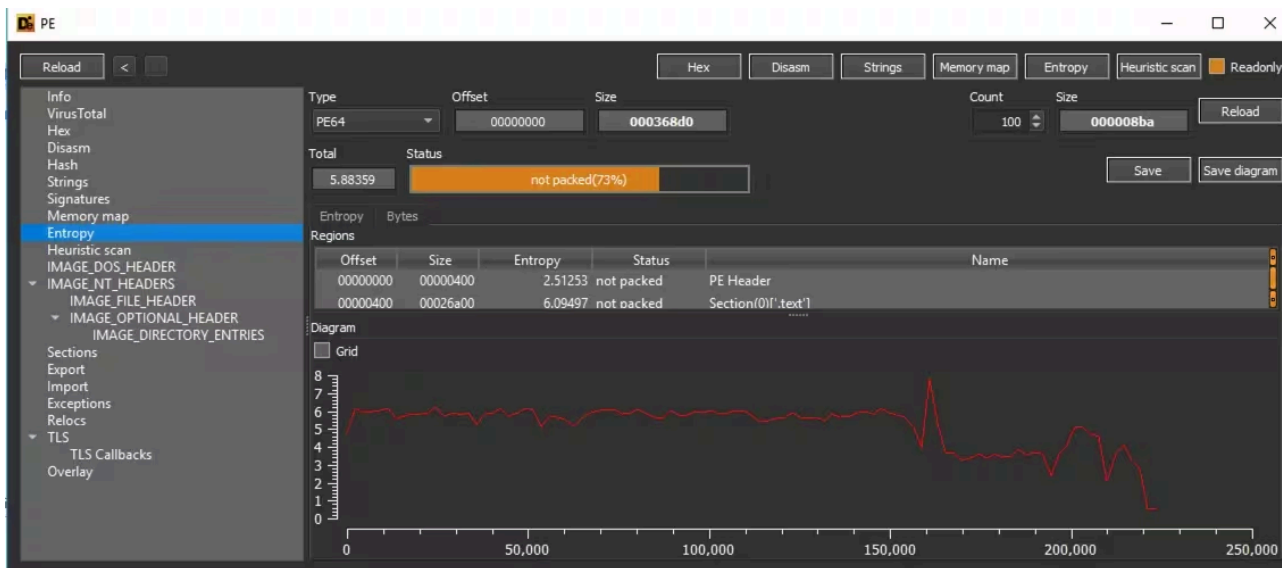 PE
Reload < Hex Disasm Strings Memory map Entropy Heuristic scan Readonly
Info
VirusTotal
Hex
Disasm
Hash
Strings
Signatures
Memory map
Entropy
Heuristic scan
IMAGE_DOS_HEADER
IMAGE_NT_HEADERS
IMAGE_FILE_HEADER
IMAGE_OPTIONAL_HEADER
IMAGE_DIRECTORY_ENTRIES
Sections
Export
Import
Exceptions
Relocs
TLS
TLS Callbacks
Overlay
Type Offset Size Count Size
PE64 00000000 000368d0 100 000008ba Reload
Total Status
5.88359 not packed(73%) Save Save diagram
Entropy Bytes
Regions
Offset Size Entropy Status Name
00000000 00000400 2.51253 not packed PE Header
00000400 00026a00 6.09497 not packed Section(0)['.text']
Diagram
Grid
8
7
6
5
4
3
2
1
0
0 50,000 100,000 150,000 200,000 250,000